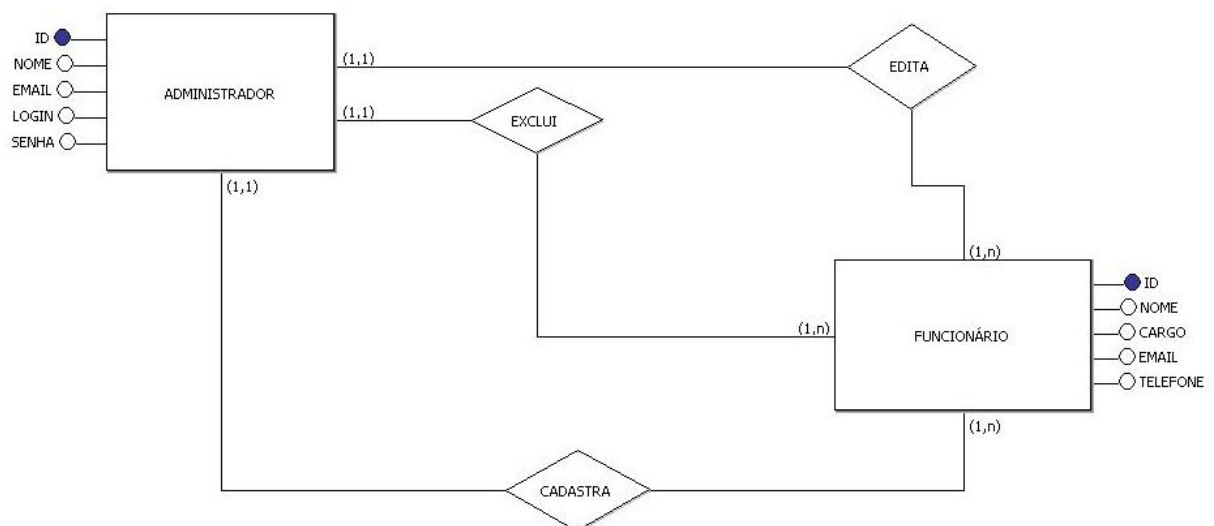 ID
NOME
EMAIL
LOGIN
SENHA
ADMINISTRADOR
(1,1)
(1,1)
(1,1)
EDITA
EXCLUI
(1,n)
(1,n)
FUNCIONÁRIO
ID
NOME
CARGO
EMAIL
TELEFONE
(1,n)
CADASTRA